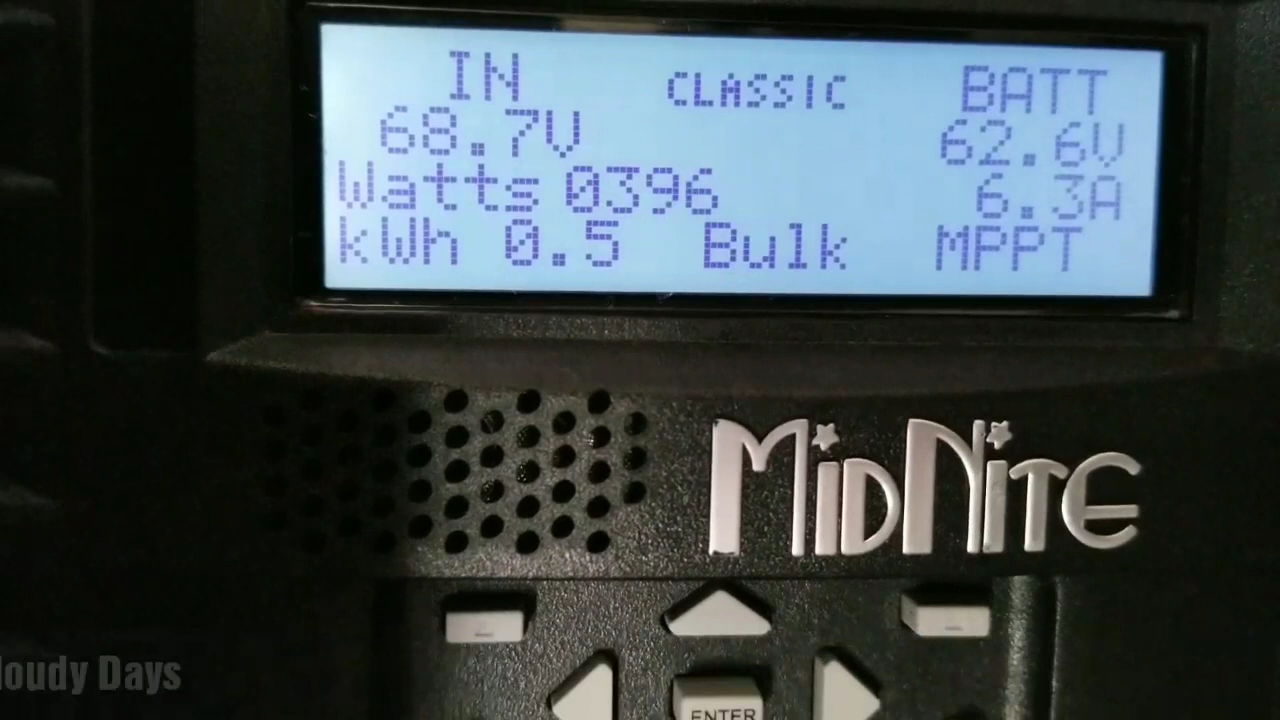 IN CLASSIC BATT
68.7V 62.6V
Watts 0396 6.3A
kWh 0.5 Bulk MPPT
MIDNITE
ENTER
loudy Days